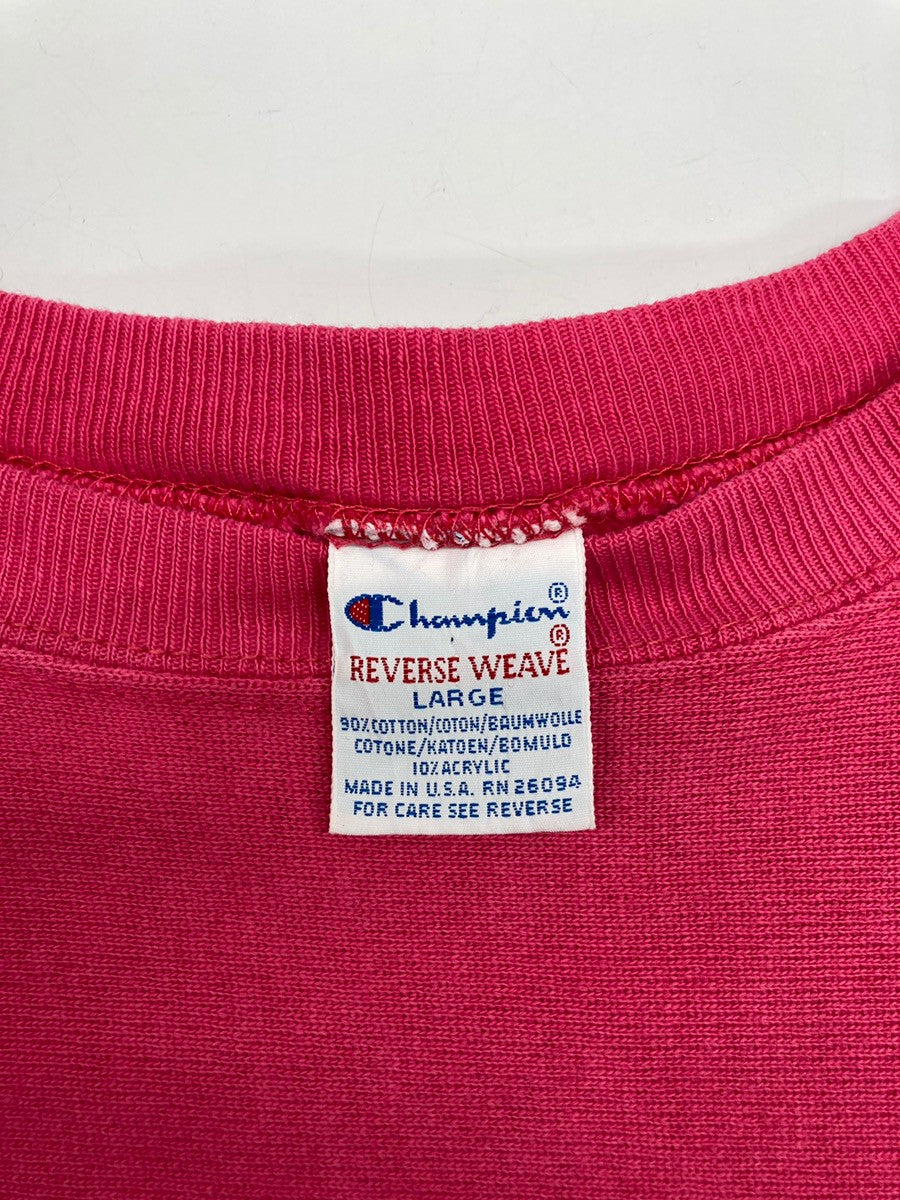 Champion®
REVERSE WEAVE®
LARGE
90% COTTON/COTON/BAUMWOLLE
COTONE/KATOEN/BOMULD
10% ACRYLIC
MADE IN U.S.A. RN 26094
FOR CARE SEE REVERSE